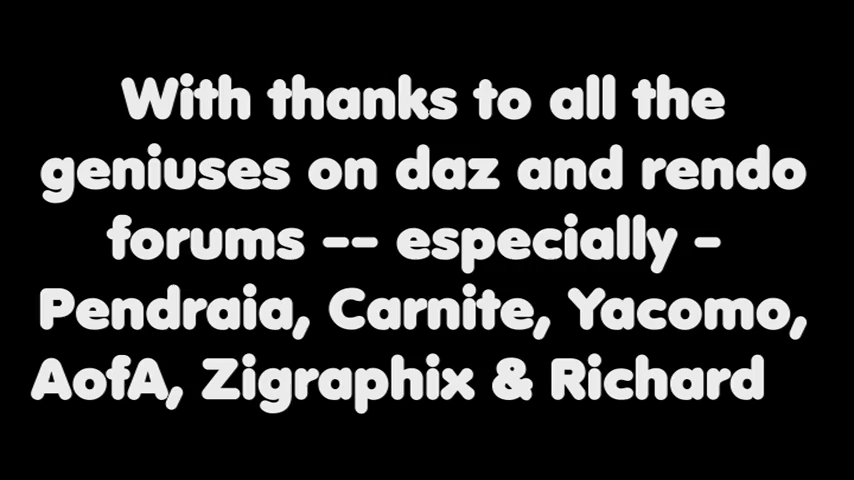 With thanks to all the
geniuses on daz and rendo
forums -- especially -
Pendraia, Carnite, Yacomo,
AofA, Zigraphix & Richard